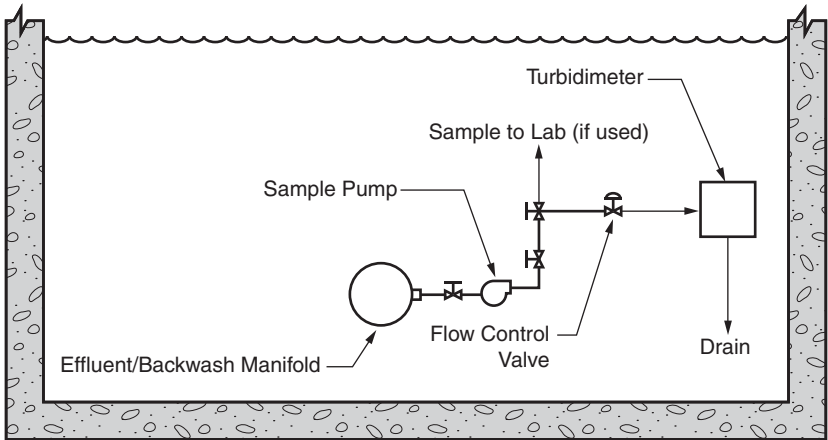 Turbidimeter
Sample to Lab (if used)
Sample Pump
Flow Control
Valve
Drain
Effluent/Backwash Manifold